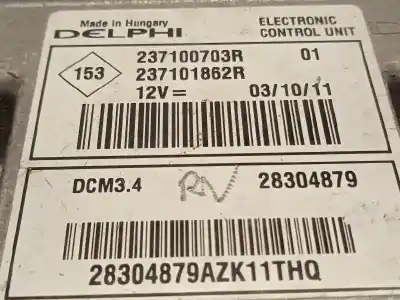 Made in Hungary
DELPHI
ELECTRONIC
CONTROL UNIT
153
237100703R 01
237101862R
12V= 03/10/11
DCM3.4 RV 28304879
28304879AZK11THQ